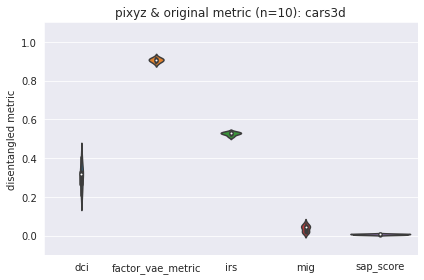 pixyz & original metric (n=10): cars3d
1.0
0.8
0.6
0.4
0.2
0.0
disentangled metric
dci factor_vae_metric irs mig sap_score